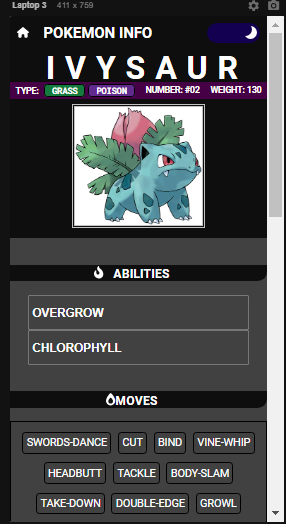 Laptop 3 411 x 759
POKEMON INFO
IVYSAUR
TYPE: GRASS POISON NUMBER: #02 WEIGHT: 130
ABILITIES
OVERGROW
CHLOROPHYLL
MOVES
SWORDS-DANCE CUT BIND VINE-WHIP
HEADBUTT TACKLE BODY-SLAM
TAKE-DOWN DOUBLE-EDGE GROWL